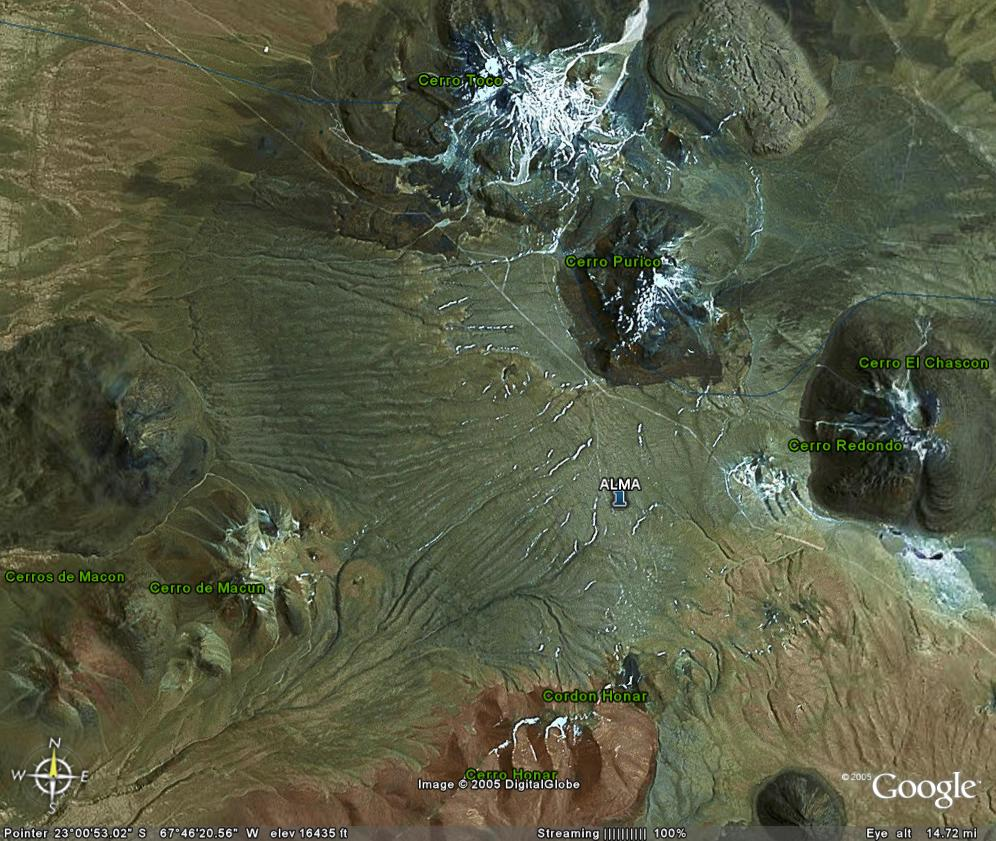 Cerro Toco
Cerro Purico
Cerro El Chascon
Cerro Redondo
ALMA
Cerros de Macon
Cerro de Macun
Cordon Honar
N
W E
S
Cerro Honar
Image © 2005 DigitalGlobe
©2005 Google™
Pointer 23°00'53.02" S 67°46'20.56" W elev 16435 ft Streaming |||||||||| 100% Eye alt 14.72 mi